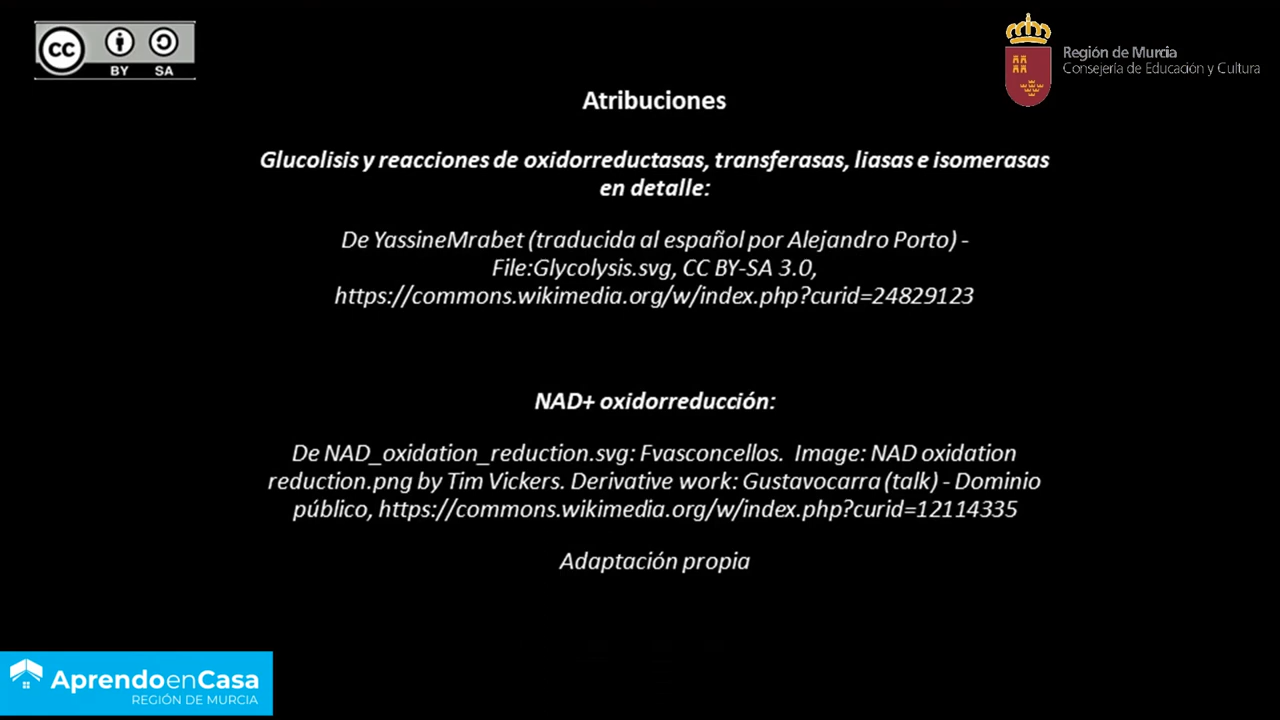 CC
BY SA
Región de Murcia
Consejería de Educación y Cultura
Atribuciones
Glucolisis y reacciones de oxidorreductasas, transferasas, liasas e isomerasas
en detalle:
De YassineMrabet (traducida al español por Alejandro Porto) -
File:Glycolysis.svg, CC BY-SA 3.0,
https://commons.wikimedia.org/w/index.php?curid=24829123
NAD+ oxidorreducción:
De NAD_oxidation_reduction.svg: Fvasconcellos. Image: NAD oxidation
reduction.png by Tim Vickers. Derivative work: Gustavocarra (talk) - Dominio
público, https://commons.wikimedia.org/w/index.php?curid=12114335
Adaptación propia
AprendoenCasa
REGIÓN DE MURCIA